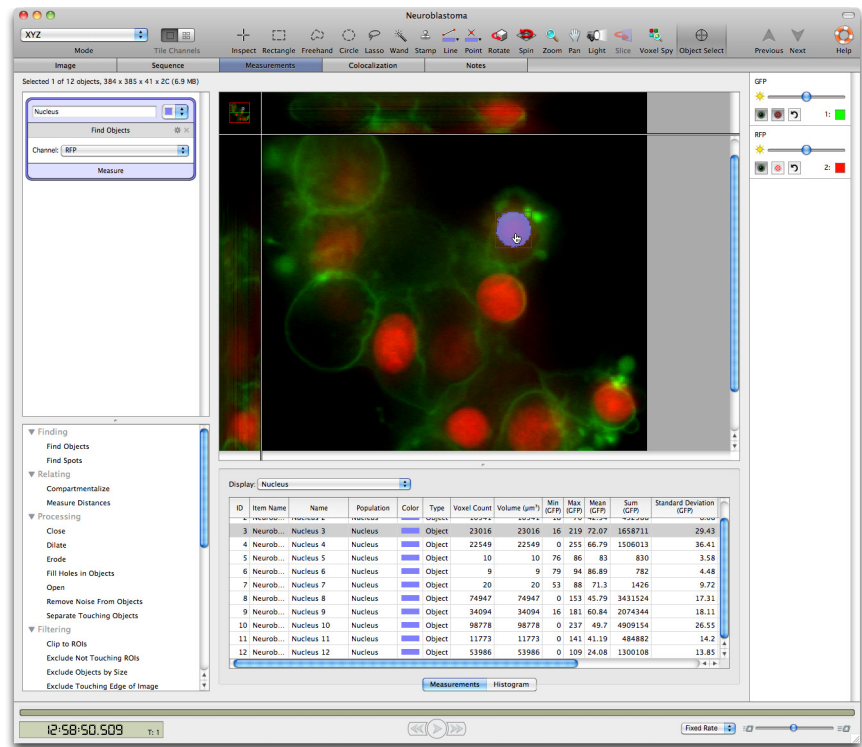 Neuroblastoma
XYZ
Mode
Tile Channels
Inspect Rectangle Freehand Circle Lasso Wand Stamp Line Point Rotate Spin Zoom Pan Light Slice Voxel Spy Object Select
Previous Next
Help
Image Sequence Measurements Colocalization Notes
Selected 1 of 12 objects, 384 x 385 x 41 x 2C (6.9 MB)
Nucleus
Find Objects
Channel: RFP
Measure
GFP
1:
RFP
2:
Finding
Find Objects
Find Spots
Relating
Compartmentalize
Measure Distances
Processing
Close
Dilate
Erode
Fill Holes in Objects
Open
Remove Noise From Objects
Separate Touching Objects
Filtering
Clip to ROIs
Exclude Not Touching ROIs
Exclude Objects by Size
Exclude Touching Edge of Image
Display: Nucleus
ID Item Name Name Population Color Type Voxel Count Volume (µm³) Min (GFP) Max (GFP) Mean (GFP) Sum (GFP) Standard Deviation (GFP)
3 Neurob... Nucleus 3 Nucleus Object 23016 23016 16 219 72.07 1658711 29.43
4 Neurob... Nucleus 4 Nucleus Object 22549 22549 0 255 66.79 1506013 36.41
5 Neurob... Nucleus 5 Nucleus Object 10 10 76 86 83 830 3.58
6 Neurob... Nucleus 6 Nucleus Object 9 9 79 94 86.89 782 4.48
7 Neurob... Nucleus 7 Nucleus Object 20 20 53 88 71.3 1426 9.72
8 Neurob... Nucleus 8 Nucleus Object 74947 74947 0 153 45.79 3431524 17.31
9 Neurob... Nucleus 9 Nucleus Object 34094 34094 16 181 60.84 2074344 18.11
10 Neurob... Nucleus 10 Nucleus Object 98778 98778 0 237 49.7 4909154 26.55
11 Neurob... Nucleus 11 Nucleus Object 11773 11773 0 141 41.19 484882 14.2
12 Neurob... Nucleus 12 Nucleus Object 53986 53986 0 109 24.08 1300108 13.85
Measurements Histogram
12:58:50.509 T: 1
Fixed Rate